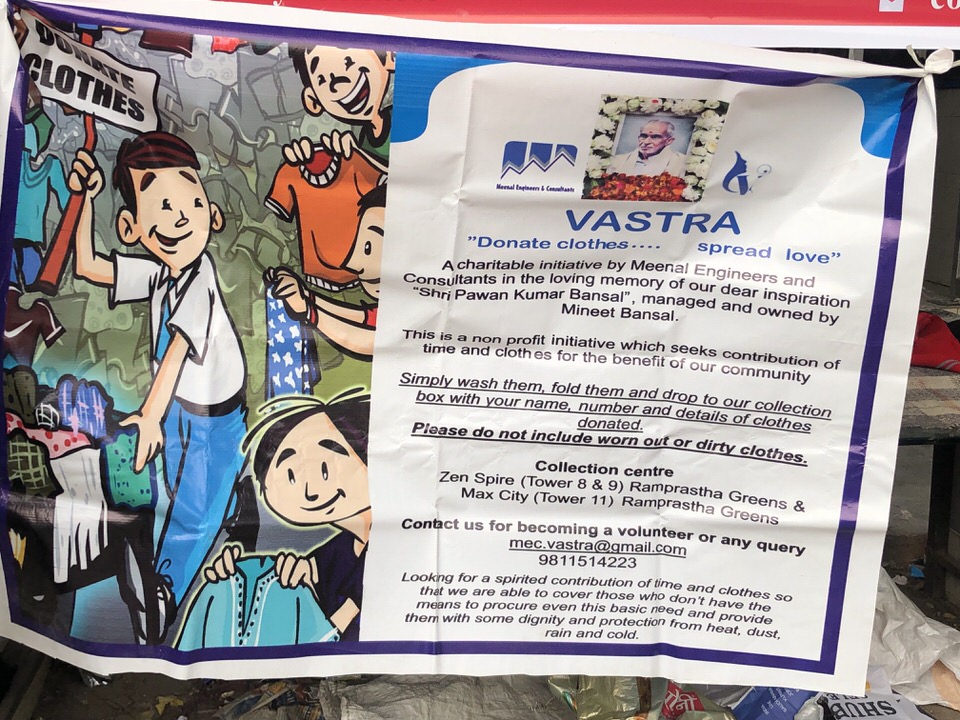 DONATE
CLOTHES
Meenal Engineers & Consultants
VASTRA
"Donate clothes.... spread love"
A charitable initiative by Meenal Engineers and
Consultants in the loving memory of our dear inspiration
"Shri Pawan Kumar Bansal", managed and owned by
Mineet Bansal.
This is a non profit initiative which seeks contribution of
time and clothes for the benefit of our community
Simply wash them, fold them and drop to our collection
box with your name, number and details of clothes
donated.
Please do not include worn out or dirty clothes.
Collection centre
Zen Spire (Tower 8 & 9) Ramprastha Greens &
Max City (Tower 11) Ramprastha Greens
Contact us for becoming a volunteer or any query
mec.vastra@gmail.com
9811514223
Lookng for a spirited contribution of time and clothes so
that we are able to cover those who don't have the
means to procure even this basic need and provide
them with some dignity and protection from heat, dust,
rain and cold.
SHUB